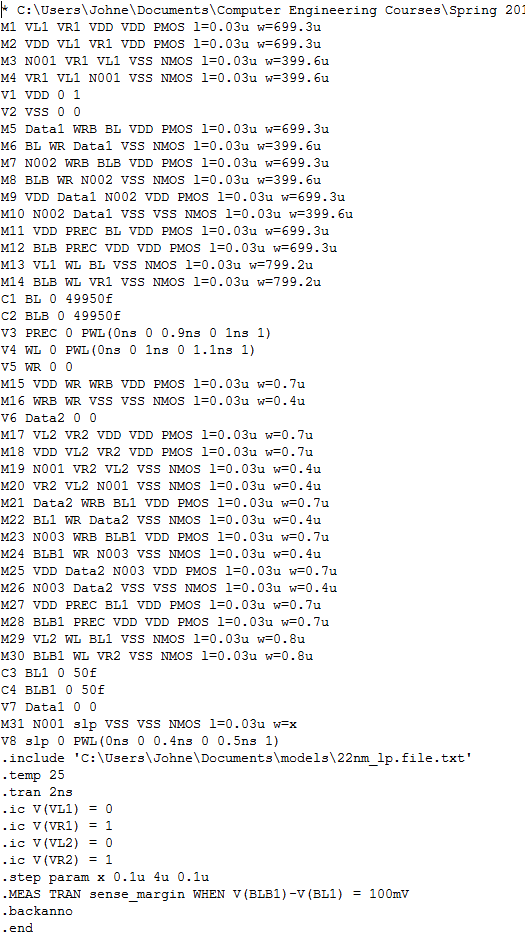 * C:\Users\Johne\Documents\Computer Engineering Courses\Spring 201
M1 VL1 VR1 VDD VDD PMOS l=0.03u w=699.3u
M2 VDD VL1 VR1 VDD PMOS l=0.03u w=699.3u
M3 N001 VR1 VL1 VSS NMOS l=0.03u w=399.6u
M4 VR1 VL1 N001 VSS NMOS l=0.03u w=399.6u
V1 VDD 0 1
V2 VSS 0 0
M5 Data1 WRB BL VDD PMOS l=0.03u w=699.3u
M6 BL WR Data1 VSS NMOS l=0.03u w=399.6u
M7 N002 WRB BLB VDD PMOS l=0.03u w=699.3u
M8 BLB WR N002 VSS NMOS l=0.03u w=399.6u
M9 VDD Data1 N002 VDD PMOS l=0.03u w=699.3u
M10 N002 Data1 VSS VSS NMOS l=0.03u w=399.6u
M11 VDD PREC BL VDD PMOS l=0.03u w=699.3u
M12 BLB PREC VDD VDD PMOS l=0.03u w=699.3u
M13 VL1 WL BL VSS NMOS l=0.03u w=799.2u
M14 BLB WL VR1 VSS NMOS l=0.03u w=799.2u
C1 BL 0 49950f
C2 BLB 0 49950f
V3 PREC 0 PWL(0ns 0 0.9ns 0 1ns 1)
V4 WL 0 PWL(0ns 0 1ns 0 1.1ns 1)
V5 WR 0 0
M15 VDD WR WRB VDD PMOS l=0.03u w=0.7u
M16 WRB WR VSS VSS NMOS l=0.03u w=0.4u
V6 Data2 0 0
M17 VL2 VR2 VDD VDD PMOS l=0.03u w=0.7u
M18 VDD VL2 VR2 VDD PMOS l=0.03u w=0.7u
M19 N001 VR2 VL2 VSS NMOS l=0.03u w=0.4u
M20 VR2 VL2 N001 VSS NMOS l=0.03u w=0.4u
M21 Data2 WRB BL1 VDD PMOS l=0.03u w=0.7u
M22 BL1 WR Data2 VSS NMOS l=0.03u w=0.4u
M23 N003 WRB BLB1 VDD PMOS l=0.03u w=0.7u
M24 BLB1 WR N003 VSS NMOS l=0.03u w=0.4u
M25 VDD Data2 N003 VDD PMOS l=0.03u w=0.7u
M26 N003 Data2 VSS VSS NMOS l=0.03u w=0.4u
M27 VDD PREC BL1 VDD PMOS l=0.03u w=0.7u
M28 BLB1 PREC VDD VDD PMOS l=0.03u w=0.7u
M29 VL2 WL BL1 VSS NMOS l=0.03u w=0.8u
M30 BLB1 WL VR2 VSS NMOS l=0.03u w=0.8u
C3 BL1 0 50f
C4 BLB1 0 50f
V7 Data1 0 0
M31 N001 slp VSS VSS NMOS l=0.03u w=x
V8 slp 0 PWL(0ns 0 0.4ns 0 0.5ns 1)
.include 'C:\Users\Johne\Documents\models\22nm_lp.file.txt'
.temp 25
.tran 2ns
.ic V(VL1) = 0
.ic V(VR1) = 1
.ic V(VL2) = 0
.ic V(VR2) = 1
.step param x 0.1u 4u 0.1u
.MEAS TRAN sense_margin WHEN V(BLB1)-V(BL1) = 100mV
.backanno
.end